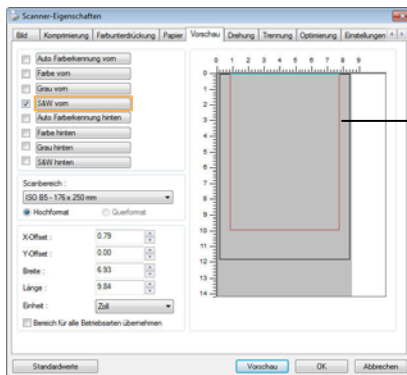 Scanner-Eigenschaften
Bild Komprimierung Farbunterdrückung Papier Vorschau Drehung Trennung Optimierung Einstellungen
Auto Farberkennung vorn
Farbe vorn
Grau vorn
S&W vorn
Auto Farberkennung hinten
Farbe hinten
Grau hinten
S&W hinten
Scanbereich :
ISO B5 - 176 x 250 mm
Hochformat Querformat
X-Offset : 0.79
Y-Offset : 0.00
Breite : 6.93
Länge : 9.84
Einheit : Zoll
Bereich für alle Betriebsarten übernehmen
0 1 2 3 4 5 6 7 8 9
0
1
2
3
4
5
6
7
8
9
10
11
12
13
14
Standardwerte Vorschau OK Abbrechen